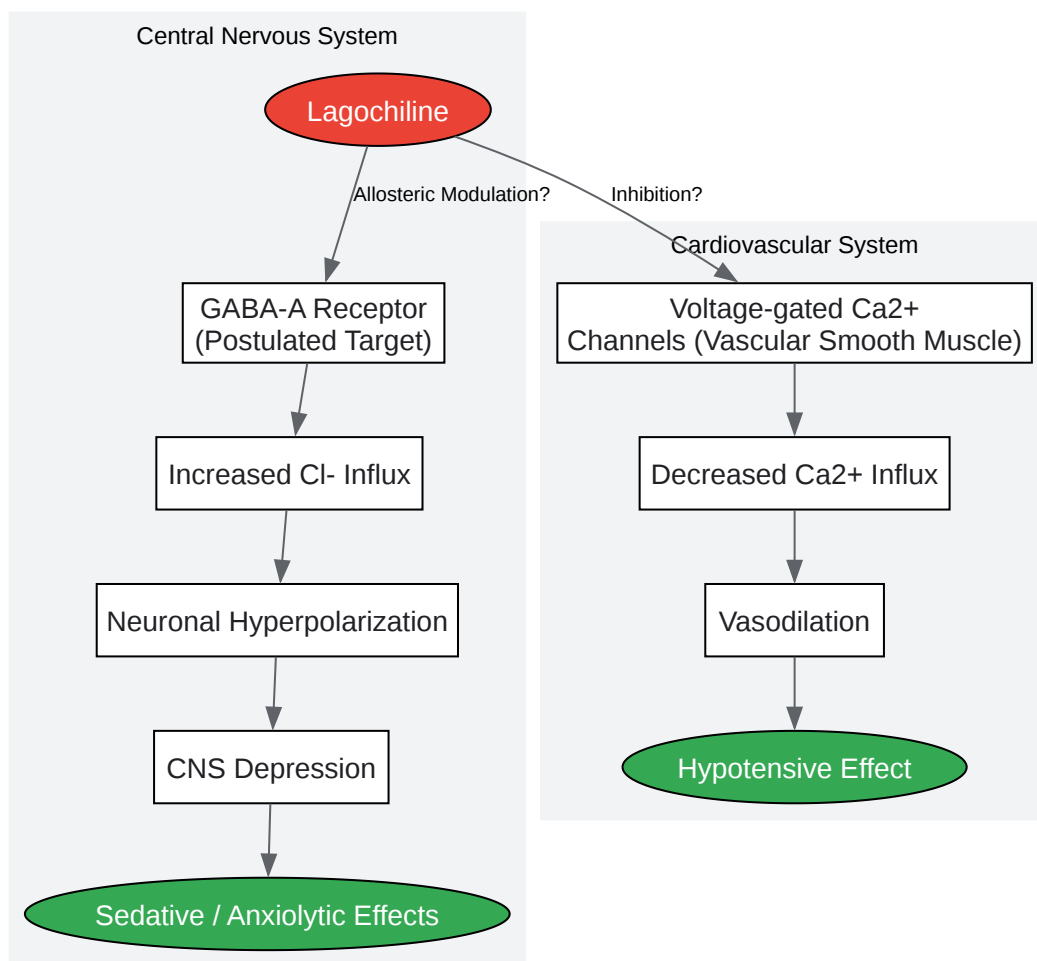 Central Nervous System
Lagochiline
Allosteric Modulation?
Inhibition?
GABA-A Receptor
(Postulated Target)
Increased Cl- Influx
Neuronal Hyperpolarization
CNS Depression
Sedative / Anxiolytic Effects
Cardiovascular System
Voltage-gated Ca2+
Channels (Vascular Smooth Muscle)
Decreased Ca2+ Influx
Vasodilation
Hypotensive Effect